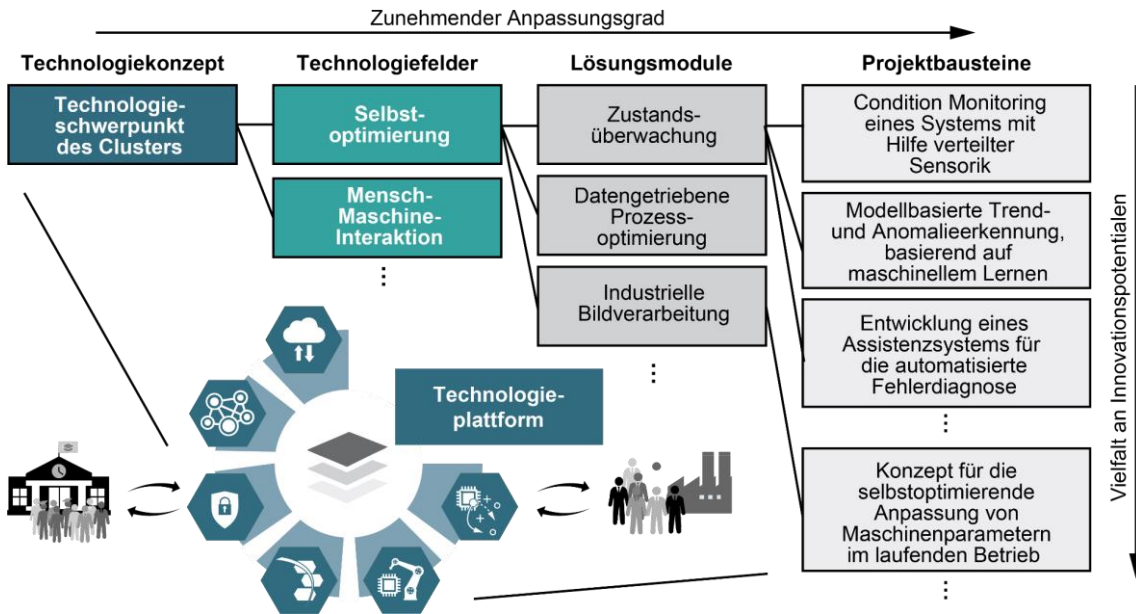 Zunehmender Anpassungsgrad
Technologiekonzept
Technologiefelder
Lösungsmodule
Projektbausteine
Technologie-
schwerpunkt
des Clusters
Selbst-
optimierung
Mensch-
Maschine-
Interaktion
...
Zustands-
überwachung
Datengetriebene
Prozess-
optimierung
Industrielle
Bildverarbeitung
...
Condition Monitoring
eines Systems mit
Hilfe verteilter
Sensorik
Modellbasierte Trend-
und Anomalieerkennung,
basierend auf
maschinellem Lernen
Entwicklung eines
Assistenzsystems für
die automatisierte
Fehlerdiagnose
...
Konzept für die
selbstoptimierende
Anpassung von
Maschinenparametern
im laufenden Betrieb
...
Vielfalt an Innovationspotentialen
Technologie-
plattform